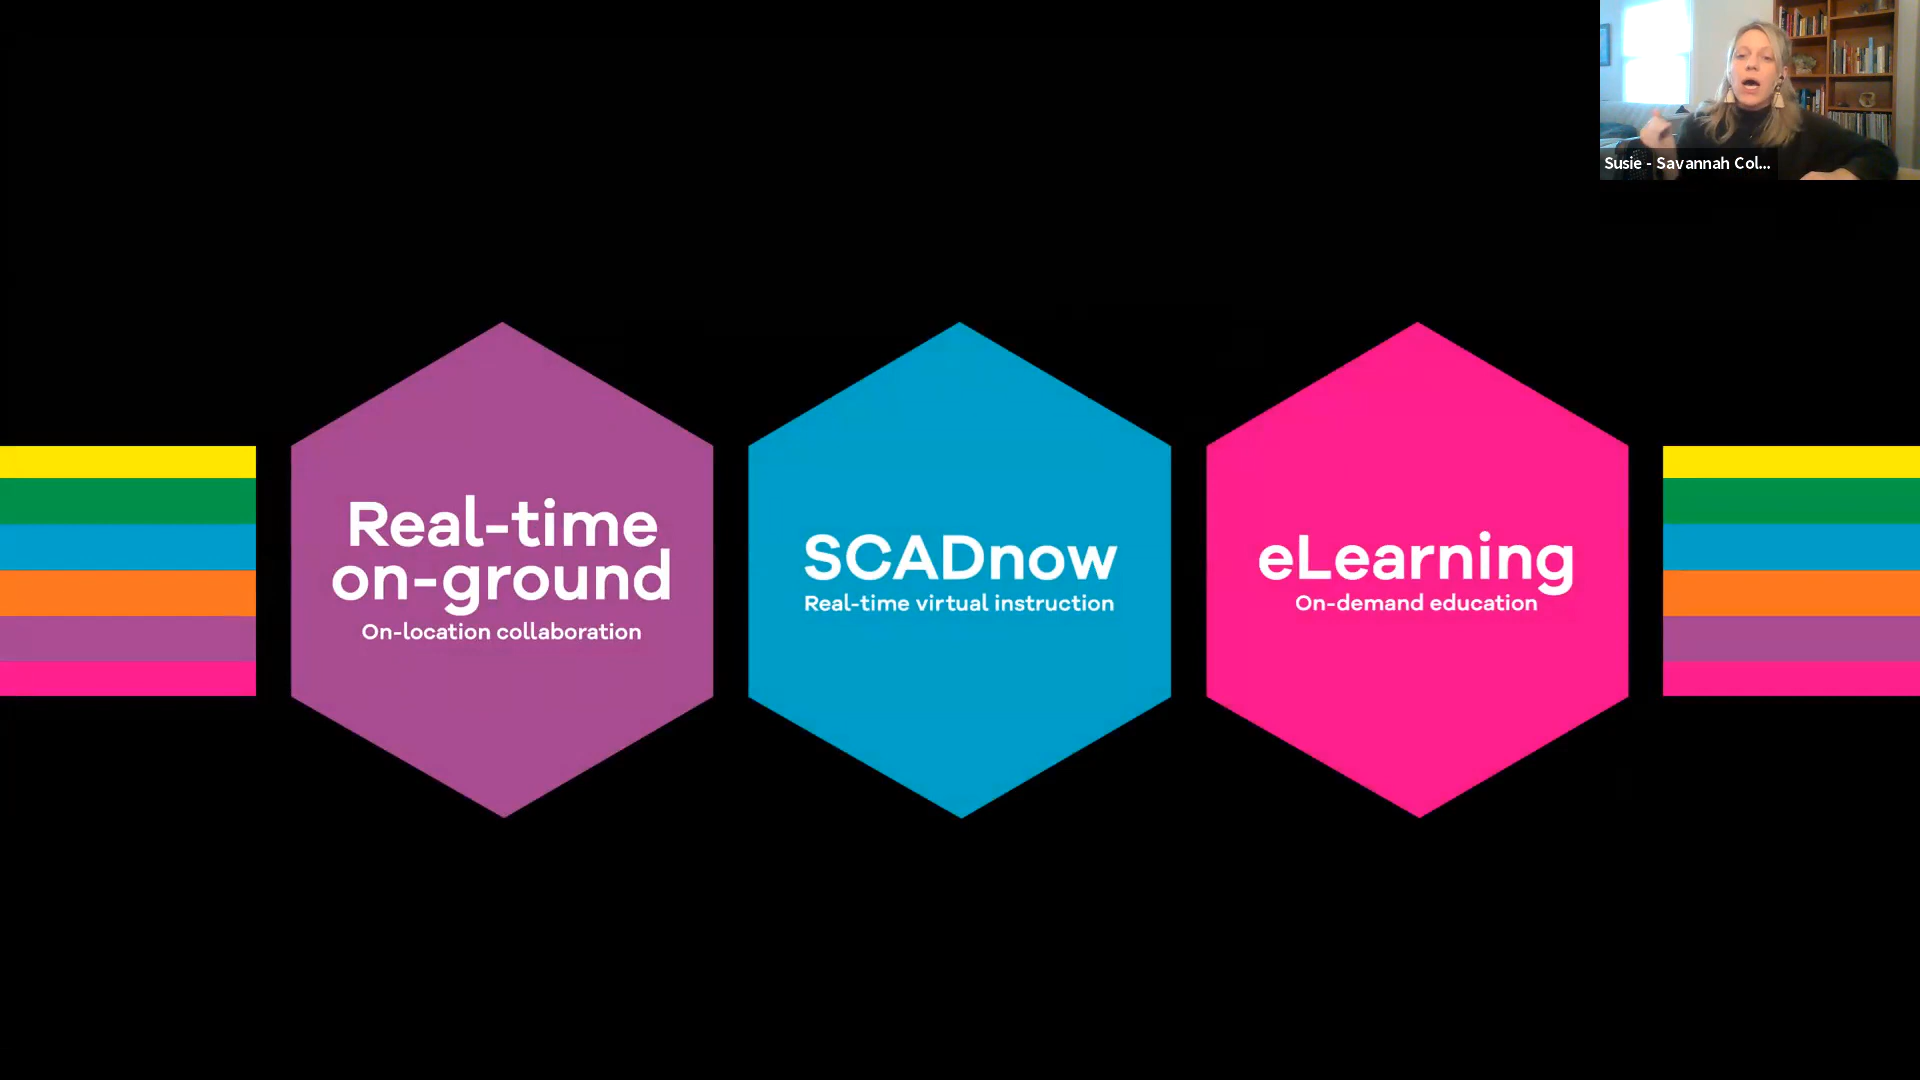 Susie - Savannah Col...
Real-time
on-ground
On-location collaboration
SCADnow
Real-time virtual instruction
eLearning
On-demand education